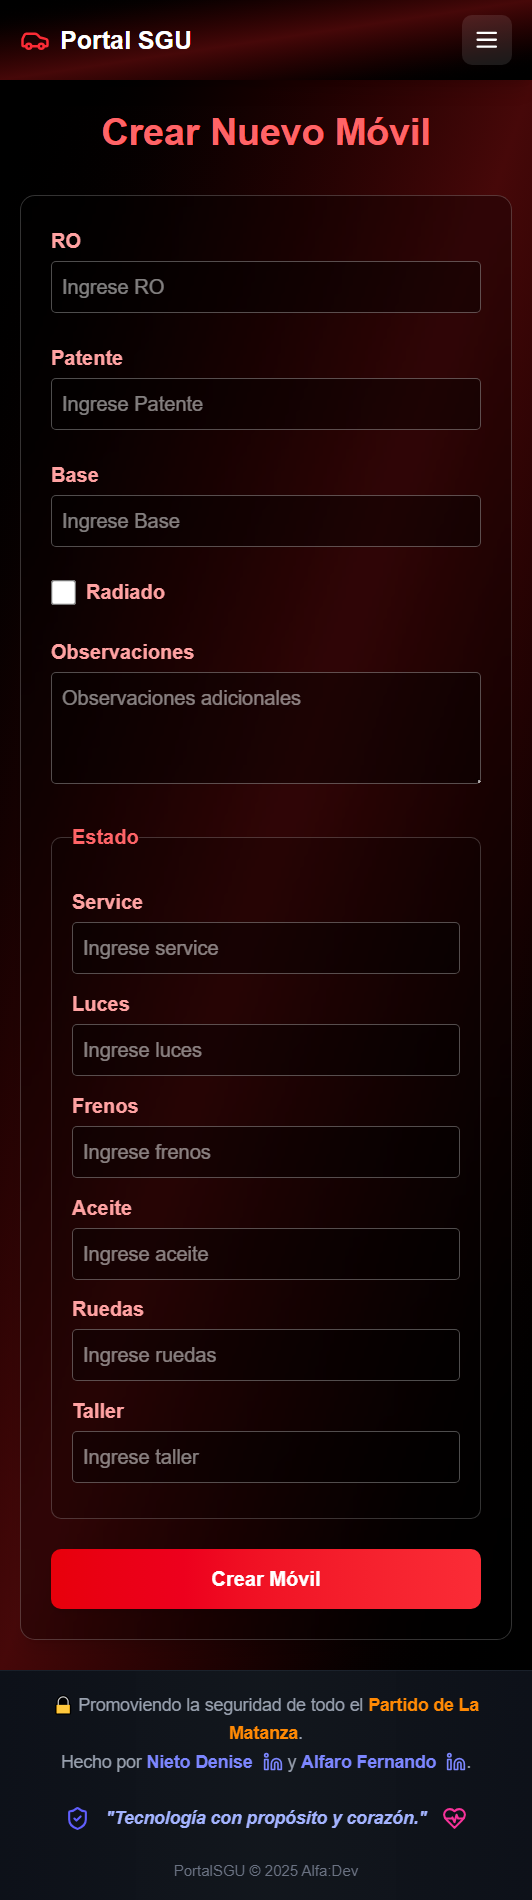 Portal SGU
Crear Nuevo Móvil
RO
Ingrese RO
Patente
Ingrese Patente
Base
Ingrese Base
Radiado
Observaciones
Observaciones adicionales
Estado
Service
Ingrese service
Luces
Ingrese luces
Frenos
Ingrese frenos
Aceite
Ingrese aceite
Ruedas
Ingrese ruedas
Taller
Ingrese taller
Crear Móvil
🔒 Promoviendo la seguridad de todo el Partido de La
Matanza.
Hecho por Nieto Denise in y Alfaro Fernando in.
"Tecnología con propósito y corazón."
PortalSGU © 2025 Alfa:Dev